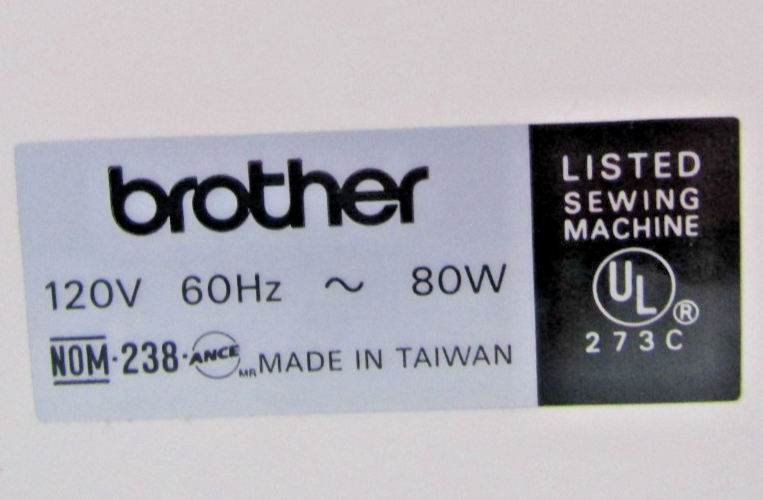 brother
120V 60Hz ~ 80W
NOM·238·ANCE MR MADE IN TAIWAN
LISTED
SEWING
MACHINE
UL ®
273C